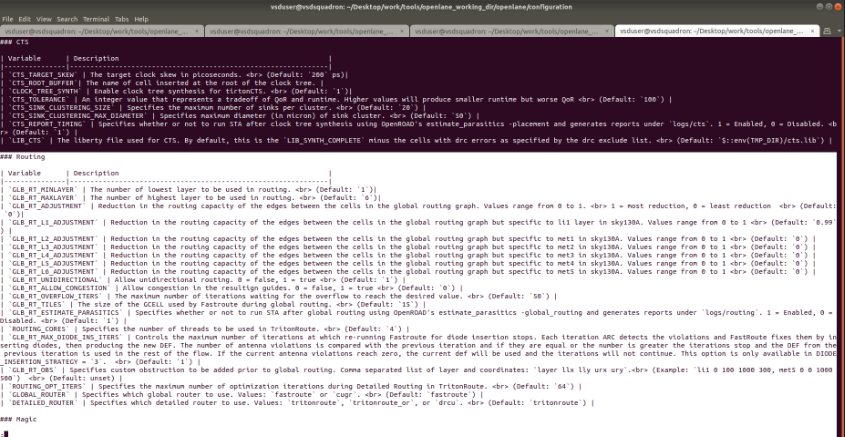 vsduser@vsdsquadron: ~/Desktop/work/tools/openlane_working_dir/openlane/configuration
File Edit View Search Terminal Tabs Help
vsduser@vsdsquadron: ~/Desktop/work/tools/openlane_... × vsduser@vsdsquadron: ~/Desktop/work/tools/openlane_... × vsduser@vsdsquadron: ~/Desktop/work/tools/openlane_... × vsduser@vsdsquadron: ~/Desktop/work/tools/openlane_... ×
### CTS
| Variable | Description |
|---------------|---------------------------------------------------------------|
| `CTS_TARGET_SKEW` | The target clock skew in picoseconds. <br> (Default: `200` ps)|
| `CTS_ROOT_BUFFER`| The name of cell inserted at the root of the clock tree. |
| `CLOCK_TREE_SYNTH` | Enable clock tree synthesis for tirtonCTS. <br> (Default: `1`)|
| `CTS_TOLERANCE` | An integer value that represents a tradeoff of QoR and runtime. Higher values will produce smaller runtime but worse QoR <br> (Default: `100`) |
| `CTS_SINK_CLUSTERING_SIZE` | Specifies the maximum number of sinks per cluster. <br> (Default: `20`) |
| `CTS_SINK_CLUSTERING_MAX_DIAMETER` | Specifies maximum diameter (in micron) of sink cluster. <br> (Default: `50`) |
| `CTS_REPORT_TIMING` | Specifies whether or not to run STA after clock tree synthesis using OpenROAD's estimate_parasitics -placement and generates reports under `logs/cts`. 1 = Enabled, 0 = Disabled. <b
r> (Default: `1`) |
| `LIB_CTS` | The liberty file used for CTS. By default, this is the `LIB_SYNTH_COMPLETE` minus the cells with drc errors as specified by the drc exclude list. <br> (Default: `$::env(TMP_DIR)/cts.lib`) |
### Routing
| Variable | Description |
|---------------|---------------------------------------------------------------|
| `GLB_RT_MINLAYER` | The number of lowest layer to be used in routing. <br> (Default: `1`)|
| `GLB_RT_MAXLAYER` | The number of highest layer to be used in routing. <br> (Default: `6`)|
| `GLB_RT_ADJUSTMENT` | Reduction in the routing capacity of the edges between the cells in the global routing graph. Values range from 0 to 1. <br> 1 = most reduction, 0 = least reduction <br> (Default:
`0`)|
| `GLB_RT_L1_ADJUSTMENT` | Reduction in the routing capacity of the edges between the cells in the global routing graph but specific to li1 layer in sky130A. Values range from 0 to 1 <br> (Default: `0.99`
) |
| `GLB_RT_L2_ADJUSTMENT` | Reduction in the routing capacity of the edges between the cells in the global routing graph but specific to met1 in sky130A. Values range from 0 to 1 <br> (Default: `0`) |
| `GLB_RT_L3_ADJUSTMENT` | Reduction in the routing capacity of the edges between the cells in the global routing graph but specific to met2 in sky130A. Values range from 0 to 1 <br> (Default: `0`) |
| `GLB_RT_L4_ADJUSTMENT` | Reduction in the routing capacity of the edges between the cells in the global routing graph but specific to met3 in sky130A. Values range from 0 to 1 <br> (Default: `0`) |
| `GLB_RT_L5_ADJUSTMENT` | Reduction in the routing capacity of the edges between the cells in the global routing graph but specific to met4 in sky130A. Values range from 0 to 1 <br> (Default: `0`) |
| `GLB_RT_L6_ADJUSTMENT` | Reduction in the routing capacity of the edges between the cells in the global routing graph but specific to met5 in sky130A. Values range from 0 to 1 <br> (Default: `0`) |
| `GLB_RT_UNIDIRECTIONAL` | Allow unidirectional routing. 0 = false, 1 = true <br> (Default: `1`) |
| `GLB_RT_ALLOW_CONGESTION` | Allow congestion in the resultign guides. 0 = false, 1 = true <br> (Default: `0`) |
| `GLB_RT_OVERFLOW_ITERS` | The maximum number of iterations waiting for the overflow to reach the desired value. <br> (Default: `50`) |
| `GLB_RT_TILES` | The size of the GCELL used by Fastroute during global routing. <br> (Default: `15`) |
| `GLB_RT_ESTIMATE_PARASITICS` | Specifies whether or not to run STA after global routing using OpenROAD's estimate_parasitics -global_routing and generates reports under `logs/routing`. 1 = Enabled, 0 =
Disabled. <br> (Default: `1`) |
| `ROUTING_CORES` | Specifies the number of threads to be used in TritonRoute. <br> (Default: `4`) |
| `GLB_RT_MAX_DIODE_INS_ITERS` | Controls the maximum number of iterations at which re-running Fastroute for diode insertion stops. Each iteration ARC detects the violations and FastRoute fixes them by in
serting diodes, then producing the new DEF. The number of antenna violations is compared with the previous iteration and if they are equal or the number is greater the iterations stop and the DEF from the
previous iteration is used in the rest of the flow. If the current antenna violations reach zero, the current def will be used and the iterations will not continue. This option is only available in DIODE_
INSERTION_STRATEGY = `3`. <br> (Default: `1`) |
| `GLB_RT_OBS` | Specifies custom obstruction to be added prior to global routing. Comma separated list of layer and coordinates: `layer llx lly urx ury`.<br> (Example: `li1 0 100 1000 300, met5 0 0 1000
500`) <br> (Default: unset) |
| `ROUTING_OPT_ITERS` | Specifies the maximum number of optimization iterations during Detailed Routing in TritonRoute. <br> (Default: `64`) |
| `GLOBAL_ROUTER` | Specifies which global router to use. Values: `fastroute` or `cugr`. <br> (Default: `fastroute`) |
| `DETAILED_ROUTER` | Specifies which detailed router to use. Values: `tritonroute`, `tritonroute_or`, or `drcu`. <br> (Default: `tritonroute`) |
### Magic
: